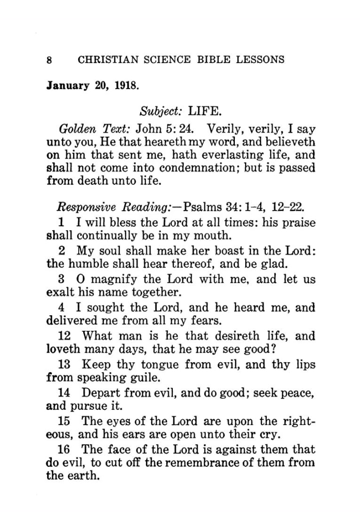 8 CHRISTIAN SCIENCE BIBLE LESSONS
January 20, 1918.
Subject: LIFE.
Golden Text: John 5: 24. Verily, verily, I say
unto you, He that heareth my word, and believeth
on him that sent me, hath everlasting life, and
shall not come into condemnation; but is passed
from death unto life.
Responsive Reading:—Psalms 34: 1-4, 12-22.
1 I will bless the Lord at all times: his praise
shall continually be in my mouth.
2 My soul shall make her boast in the Lord:
the humble shall hear thereof, and be glad.
3 O magnify the Lord with me, and let us
exalt his name together.
4 I sought the Lord, and he heard me, and
delivered me from all my fears.
12 What man is he that desireth life, and
loveth many days, that he may see good?
13 Keep thy tongue from evil, and thy lips
from speaking guile.
14 Depart from evil, and do good; seek peace,
and pursue it.
15 The eyes of the Lord are upon the right-
eous, and his ears are open unto their cry.
16 The face of the Lord is against them that
do evil, to cut off the remembrance of them from
the earth.